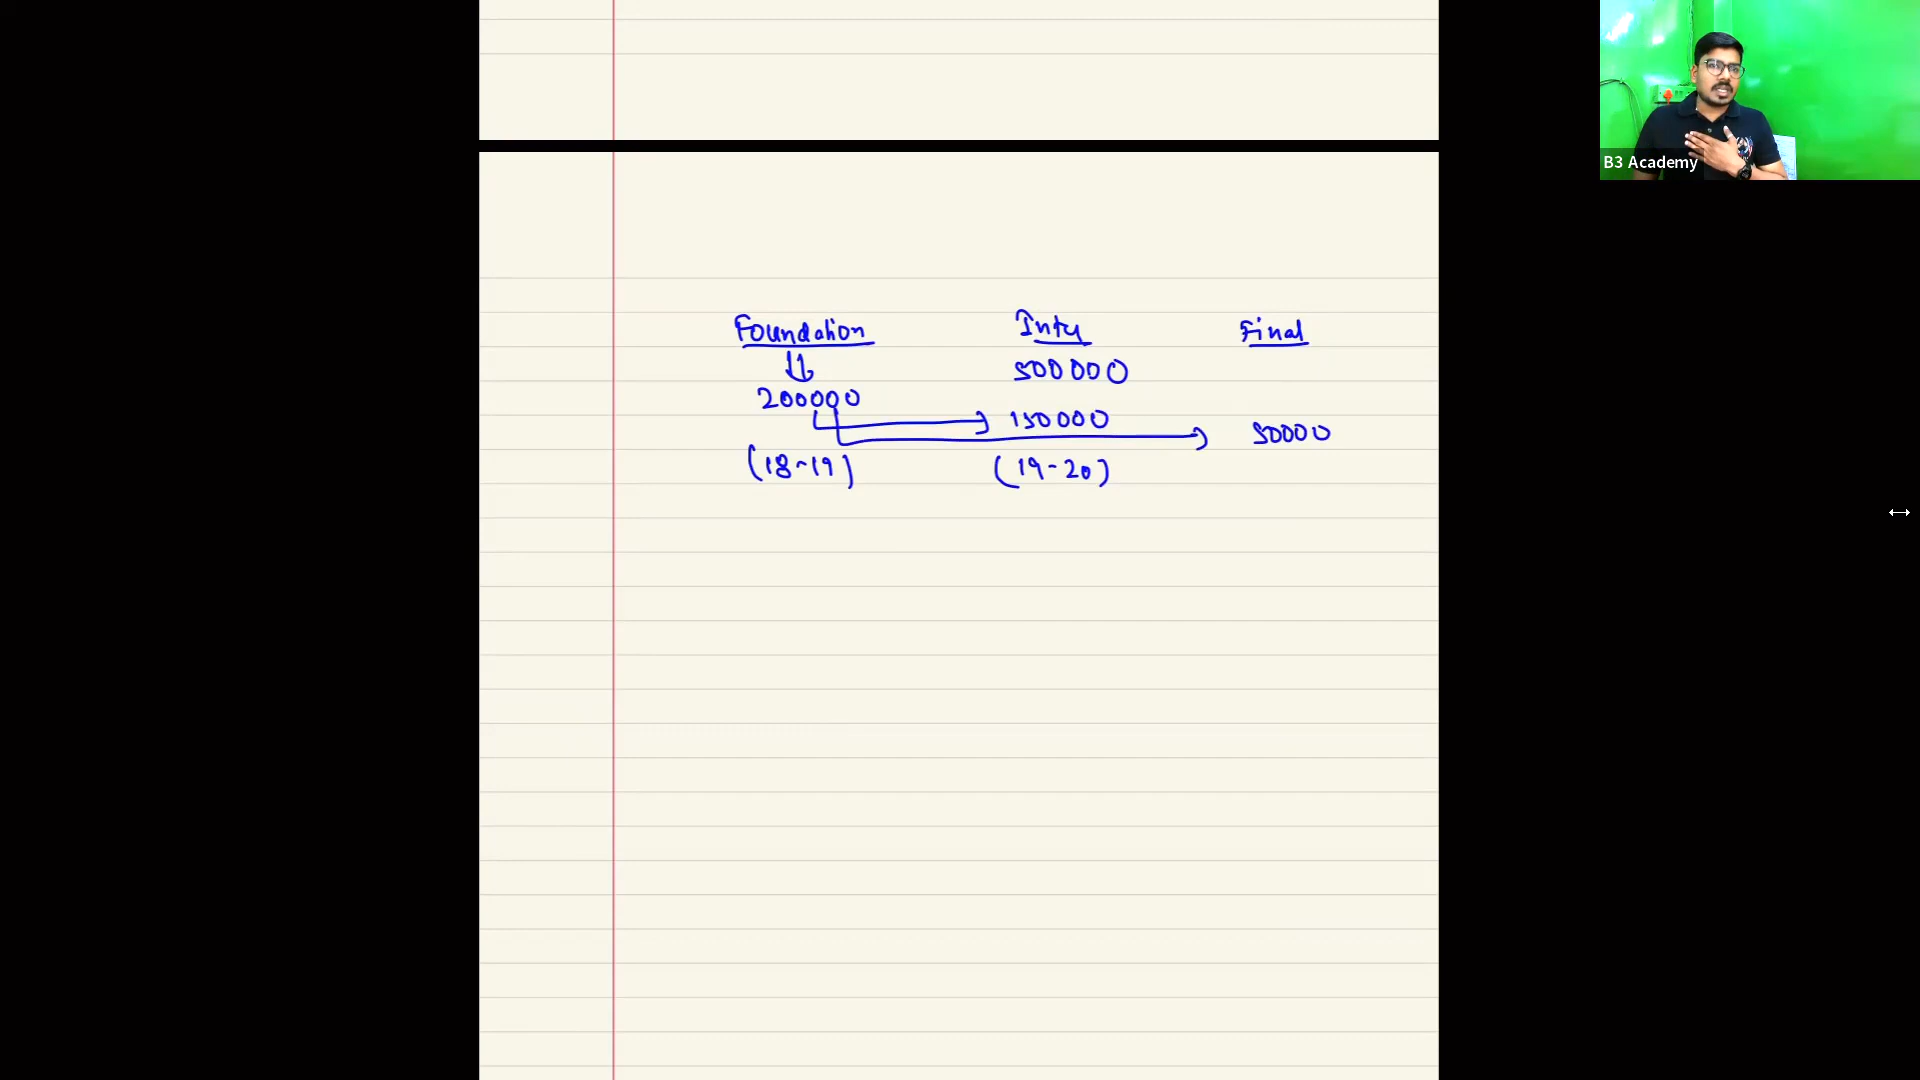 B3 Academy
Foundation Inty Final
500000
200000
150000 50000
(18-19) (19-20)